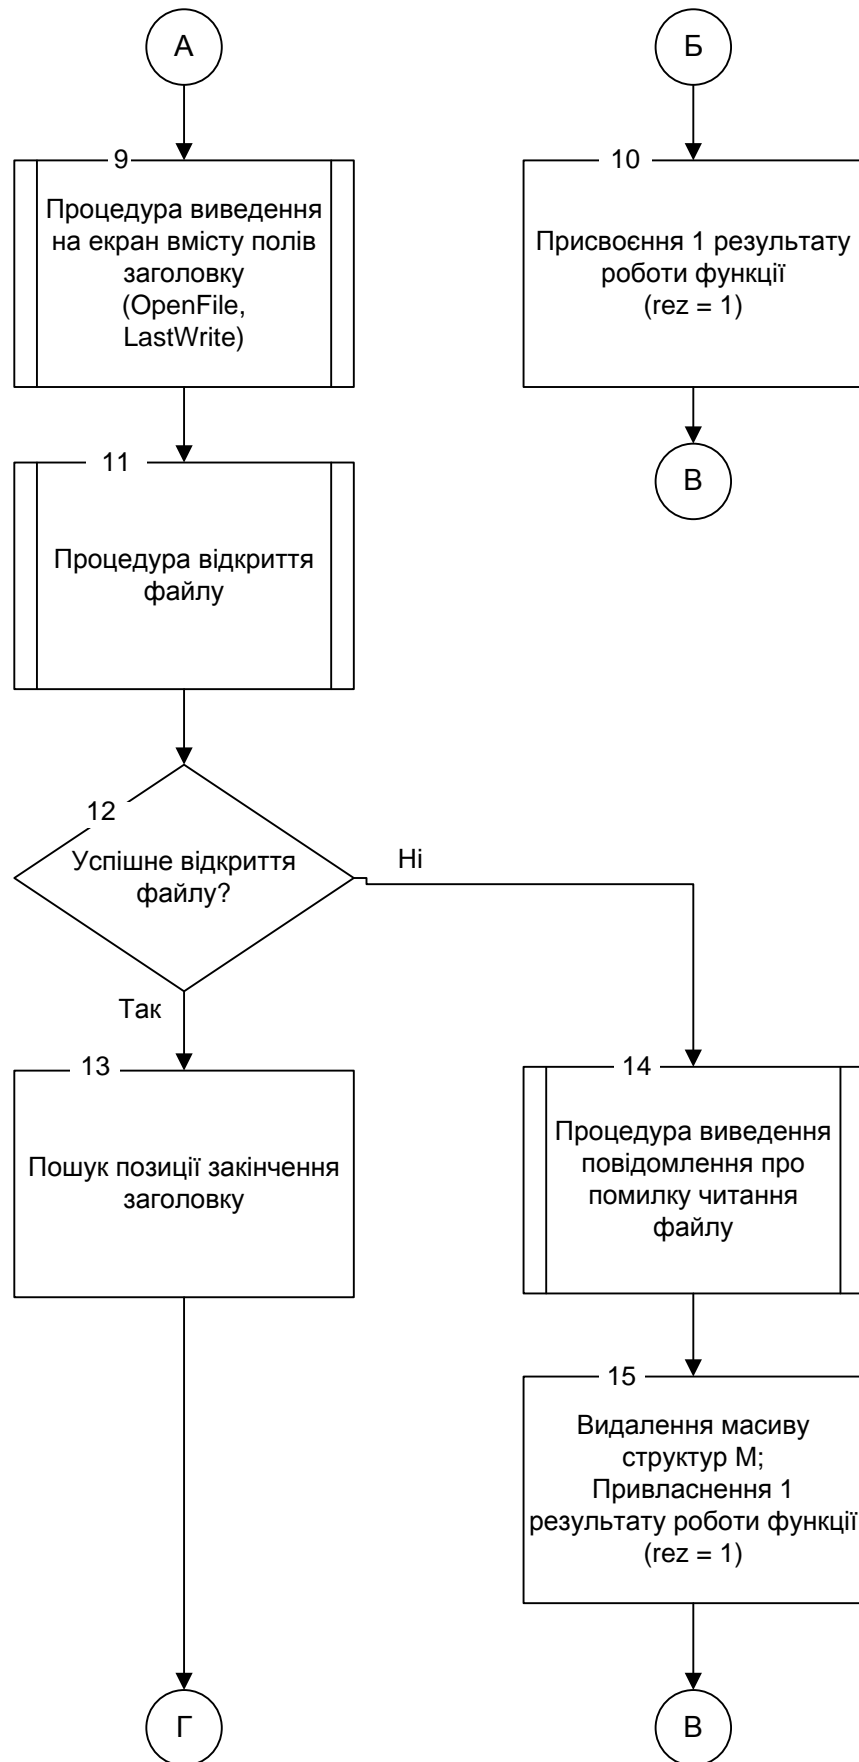 А
Б
9
Процедура виведення
на екран вмісту полів
заголовку
(OpenFile,
LastWrite)
10
Присвоєння 1 результату
роботи функції
(rez = 1)
11
Процедура відкриття
файлу
В
12
Успішне відкриття
файлу?
Ні
Так
13
Пошук позиції закінчення
заголовку
14
Процедура виведення
повідомлення про
помилку читання
файлу
15
Видалення масиву
структур М;
Привласнення 1
результату роботи функції
(rez = 1)
Г
В